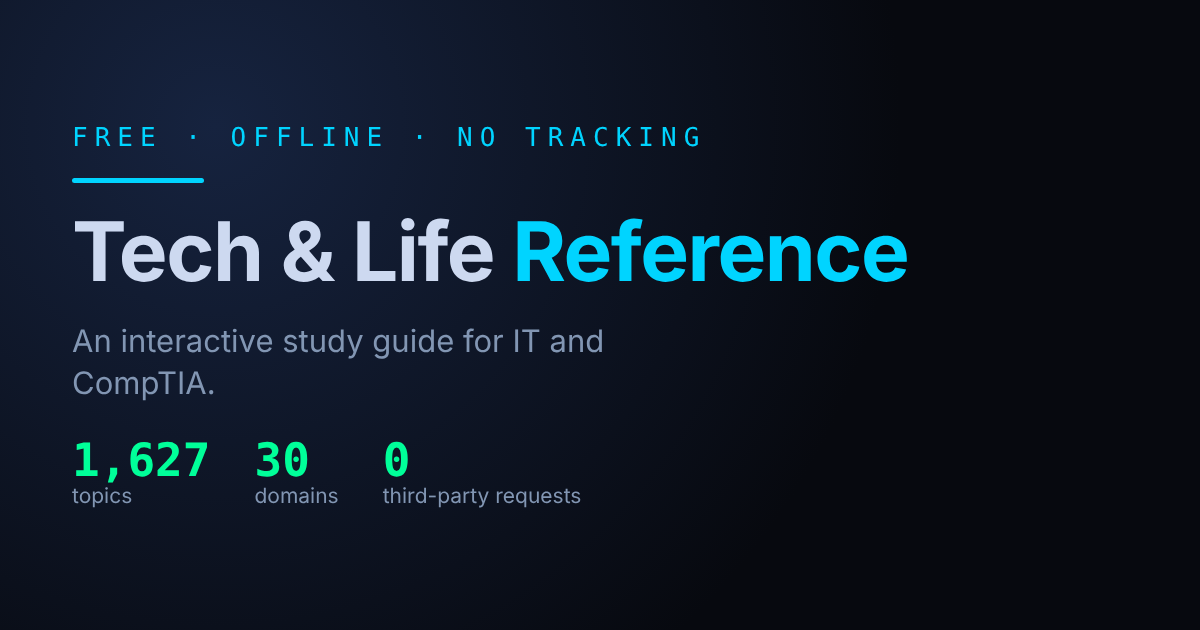 FREE · OFFLINE · NO TRACKING
Tech & Life Reference
An interactive study guide for IT and
CompTIA.
1,627 30 0
topics domains third-party requests